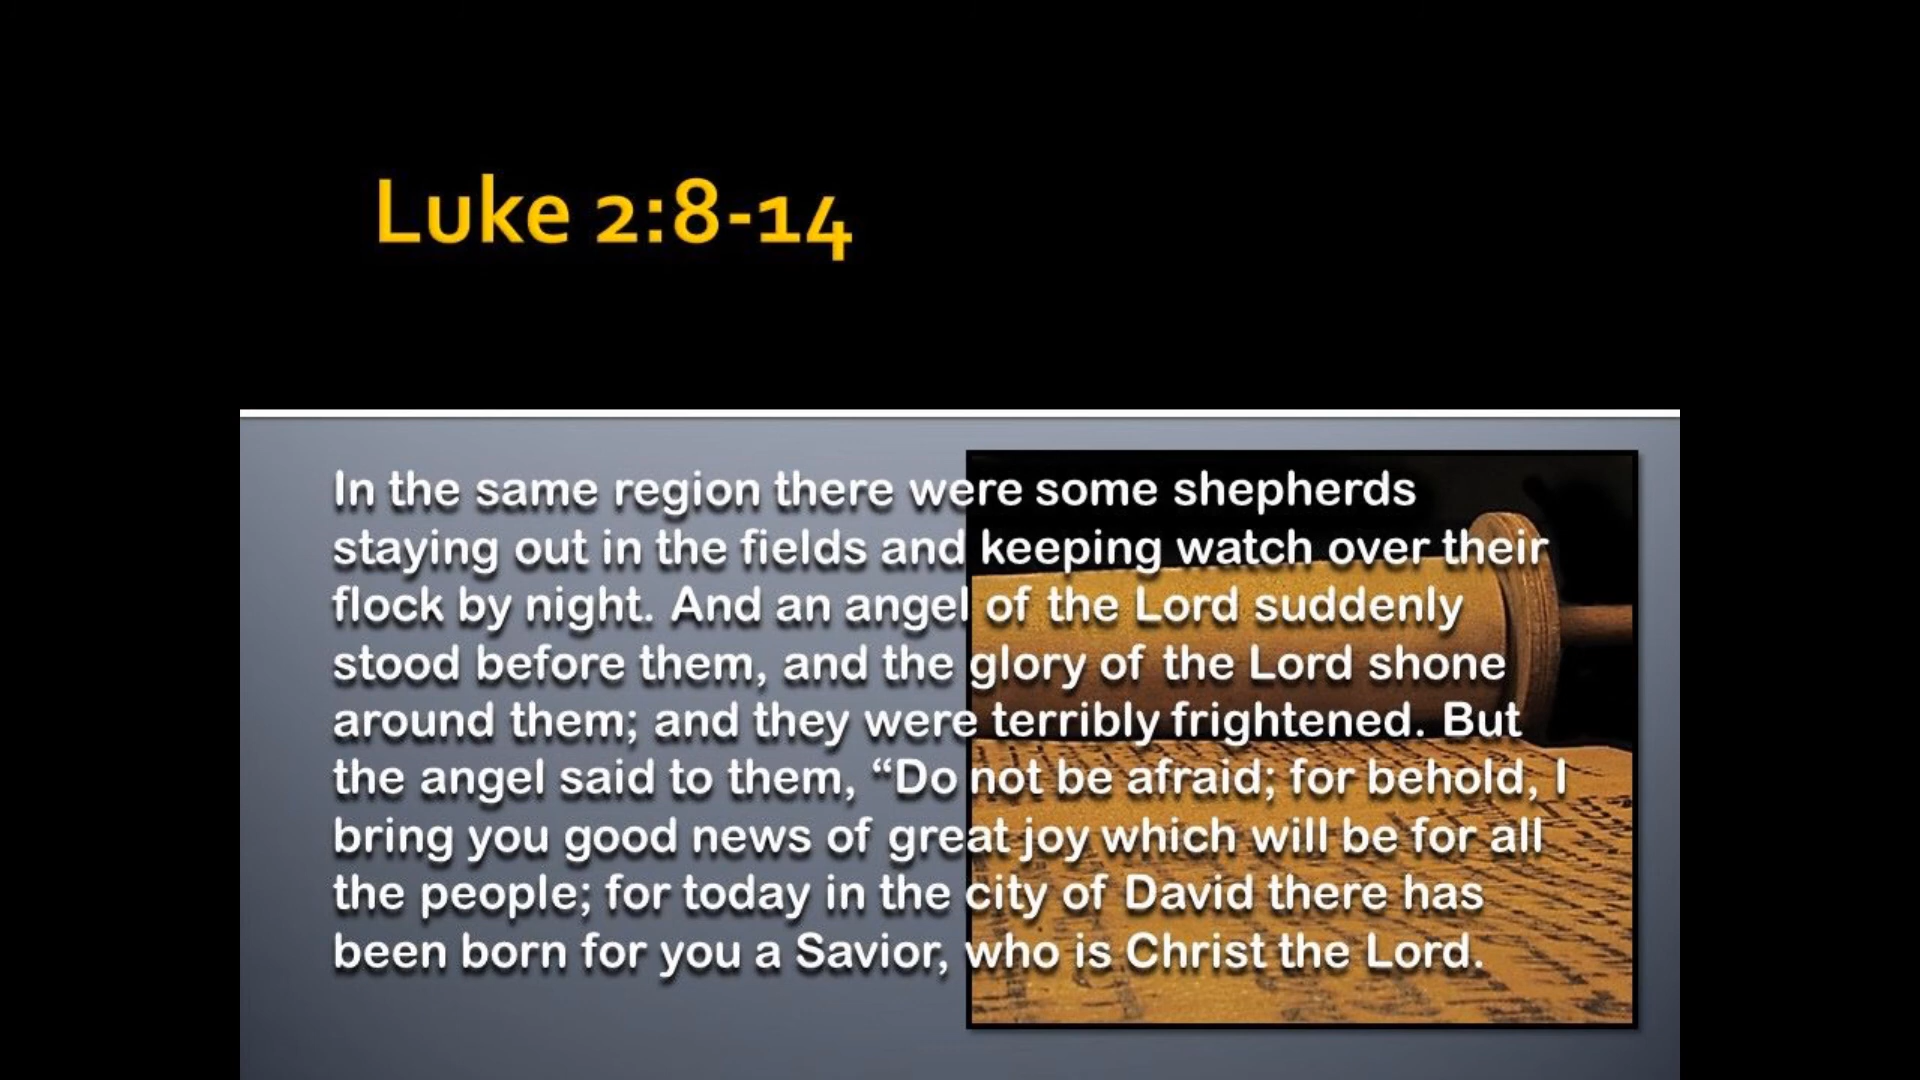 Luke 2:8-14
In the same region there were some shepherds
staying out in the fields and keeping watch over their
flock by night. And an angel of the Lord suddenly
stood before them, and the glory of the Lord shone
around them; and they were terribly frightened. But
the angel said to them, “Do not be afraid; for behold, I
bring you good news of great joy which will be for all
the people; for today in the city of David there has
been born for you a Savior, who is Christ the Lord.